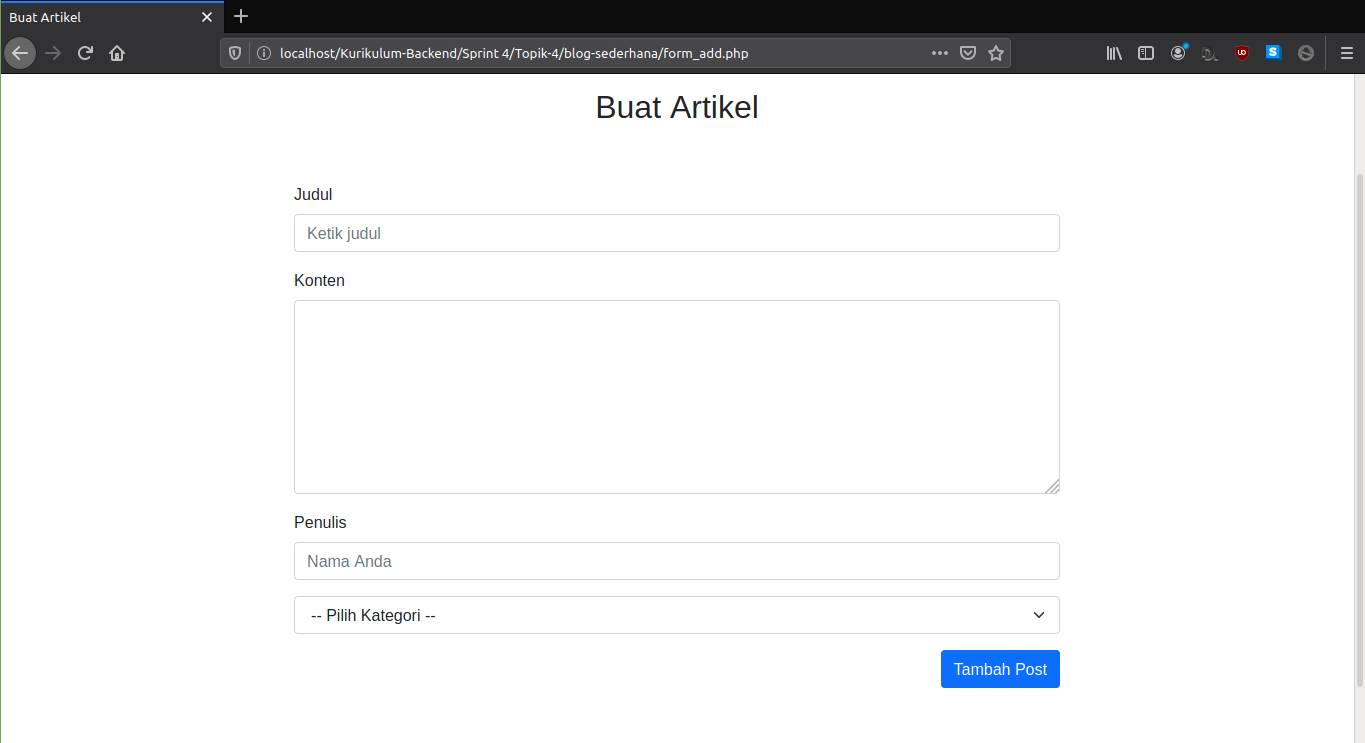 Buat Artikel
localhost/Kurikulum-Backend/Sprint 4/Topik-4/blog-sederhana/form_add.php
Buat Artikel
Judul
Ketik judul
Konten
Penulis
Nama Anda
-- Pilih Kategori --
Tambah Post